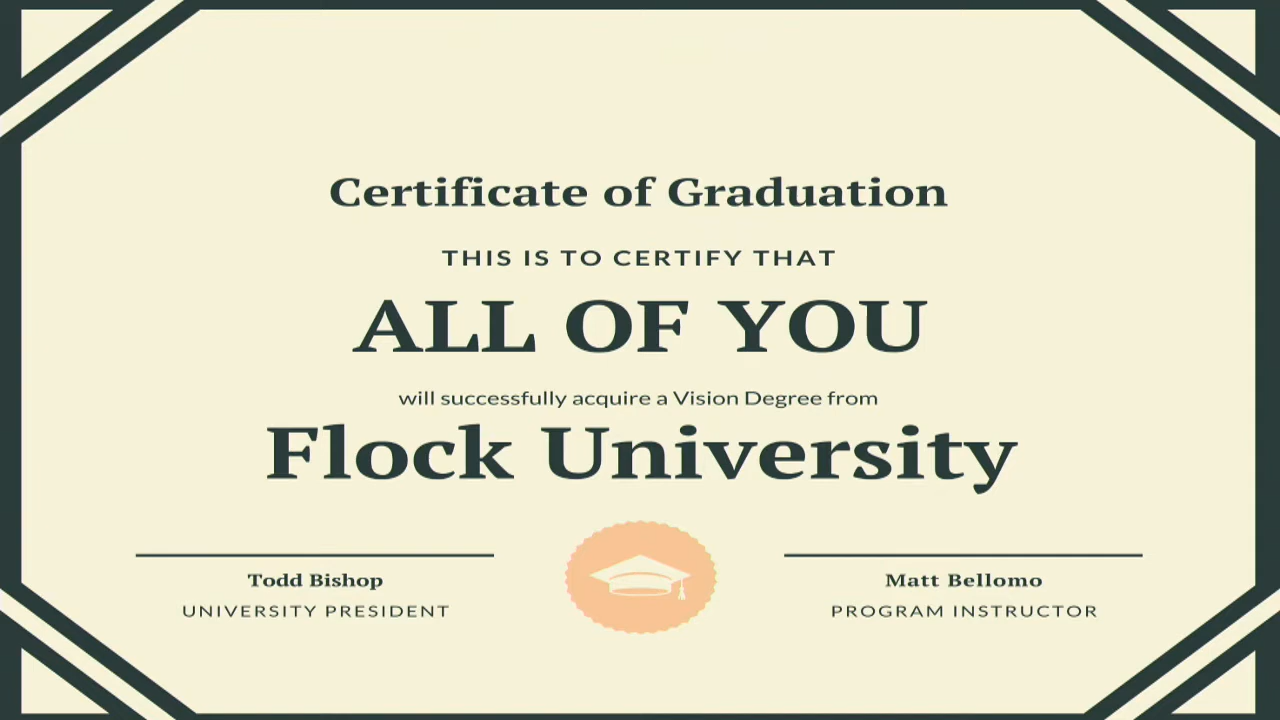 Certificate of Graduation
THIS IS TO CERTIFY THAT
ALL OF YOU
will successfully acquire a Vision Degree from
Flock University
Todd Bishop
UNIVERSITY PRESIDENT
Matt Bellomo
PROGRAM INSTRUCTOR